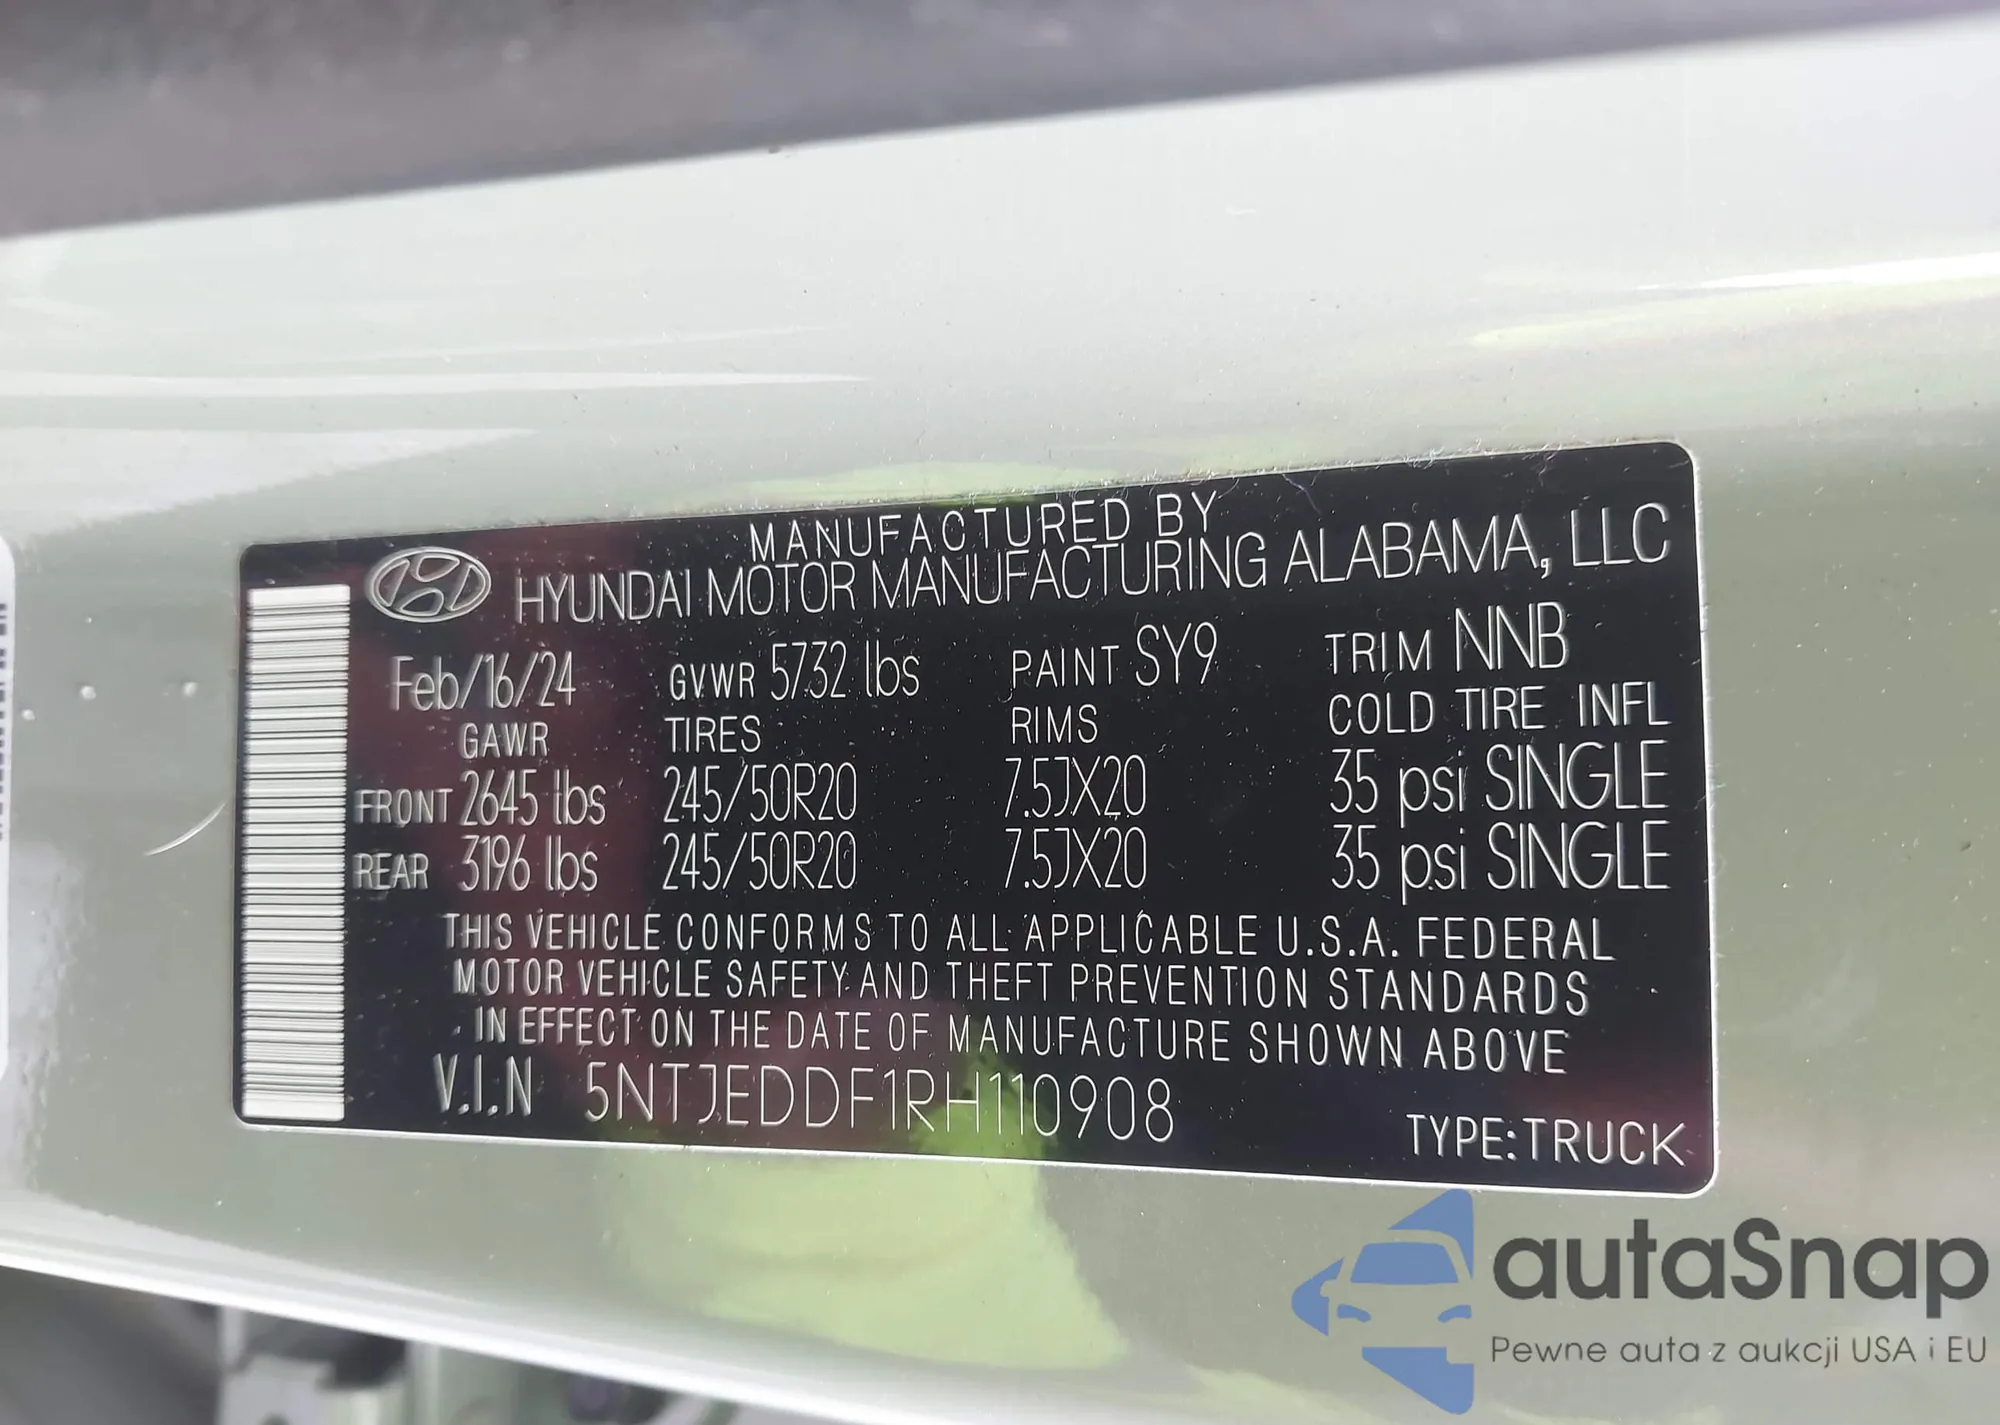 MANUFACTURED BY
HYUNDAI MOTOR MANUFACTURING ALABAMA, LLC
Feb/16/24 GVWR 5732 lbs PAINT SY9 TRIM NNB
GAWR TIRES RIMS COLD TIRE INFL
FRONT 2645 lbs 245/50R20 7.5JX20 35 psi SINGLE
REAR 3196 lbs 245/50R20 7.5JX20 35 psi SINGLE
THIS VEHICLE CONFORMS TO ALL APPLICABLE U.S.A. FEDERAL
MOTOR VEHICLE SAFETY AND THEFT PREVENTION STANDARDS
IN EFFECT ON THE DATE OF MANUFACTURE SHOWN ABOVE
V.I.N 5NTJEDDF1RH110908
TYPE:TRUCK
autaSnap
Pewne auta z aukcji USA i EU